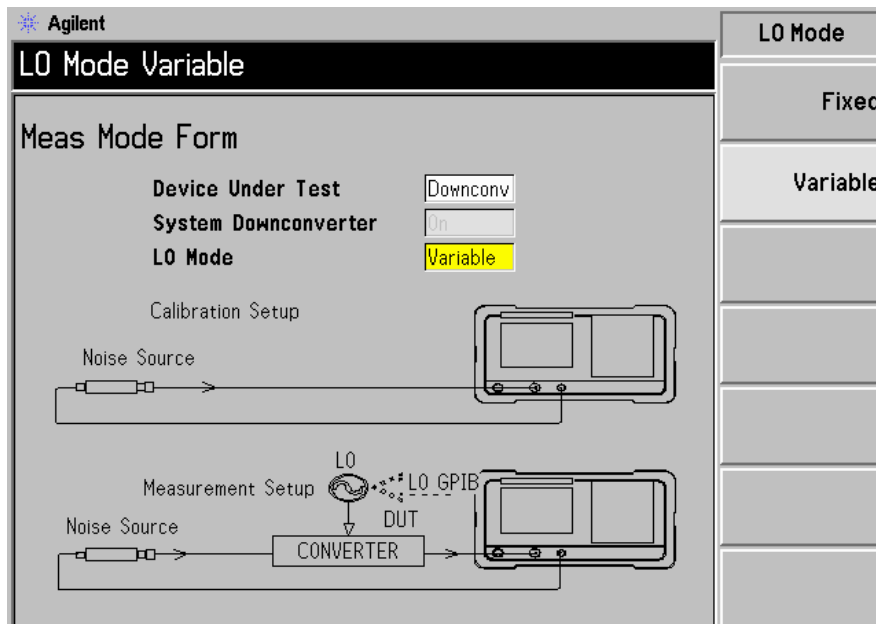 Agilent
LO Mode Variable
Meas Mode Form
Device Under Test Downconv
System Downconverter On
LO Mode Variable
Calibration Setup
Noise Source
LO
Measurement Setup
LO GPIB
Noise Source
DUT
CONVERTER
LO Mode
Fixed
Variable